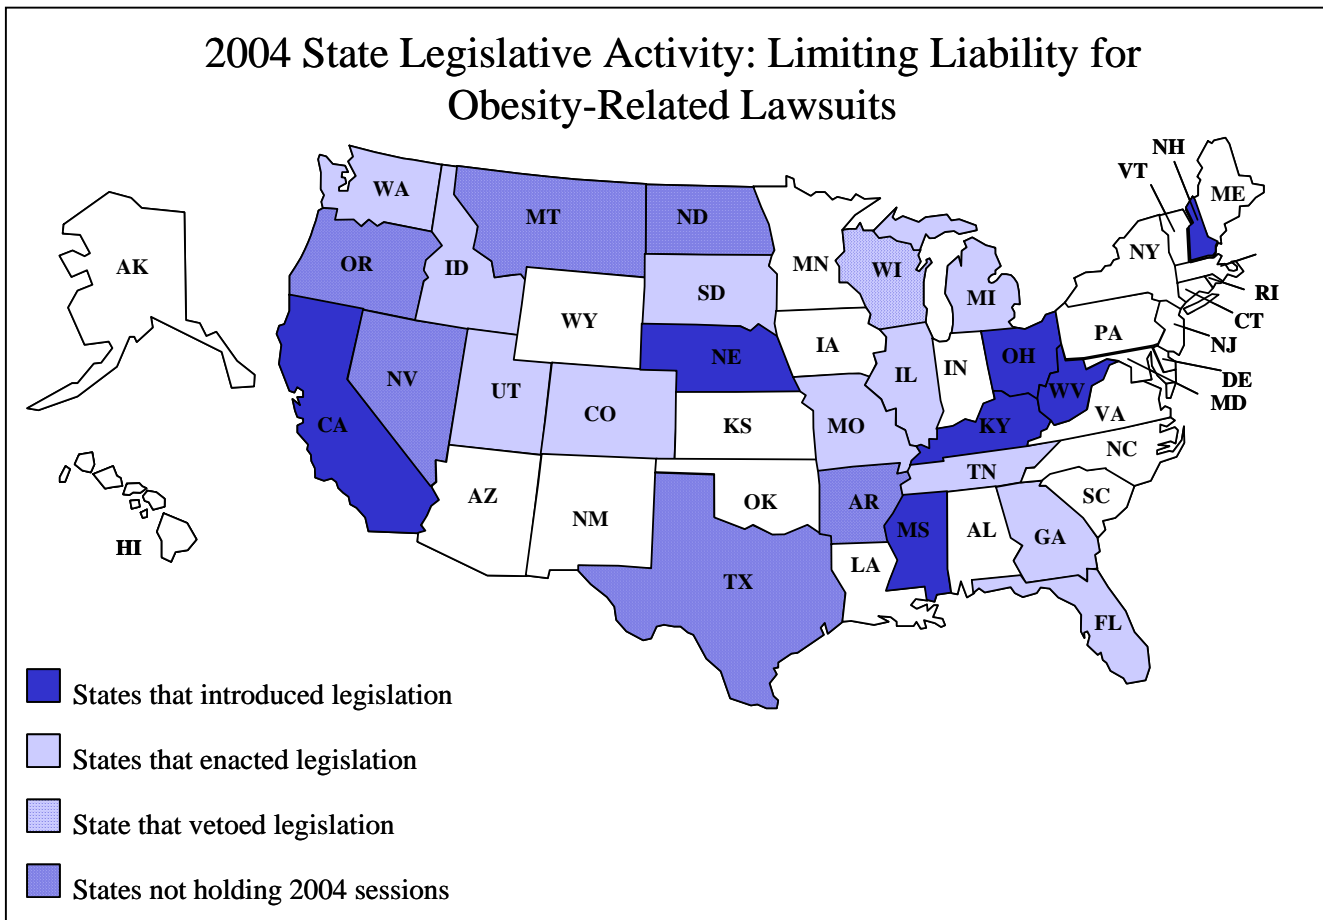 2004 State Legislative Activity: Limiting Liability for
Obesity-Related Lawsuits
NH
VT
ME
WA
MT
ND
AK
OR
ID
MN
WI
NY
SD
MI
RI
WY
CT
IA
PA
NJ
NE
OH
IN
DE
NV
UT
IL
WV
MD
CO
VA
CA
KS
MO
KY
NC
TN
AZ
OK
AR
SC
NM
MS
AL
GA
HI
LA
TX
FL
States that introduced legislation
States that enacted legislation
State that vetoed legislation
States not holding 2004 sessions